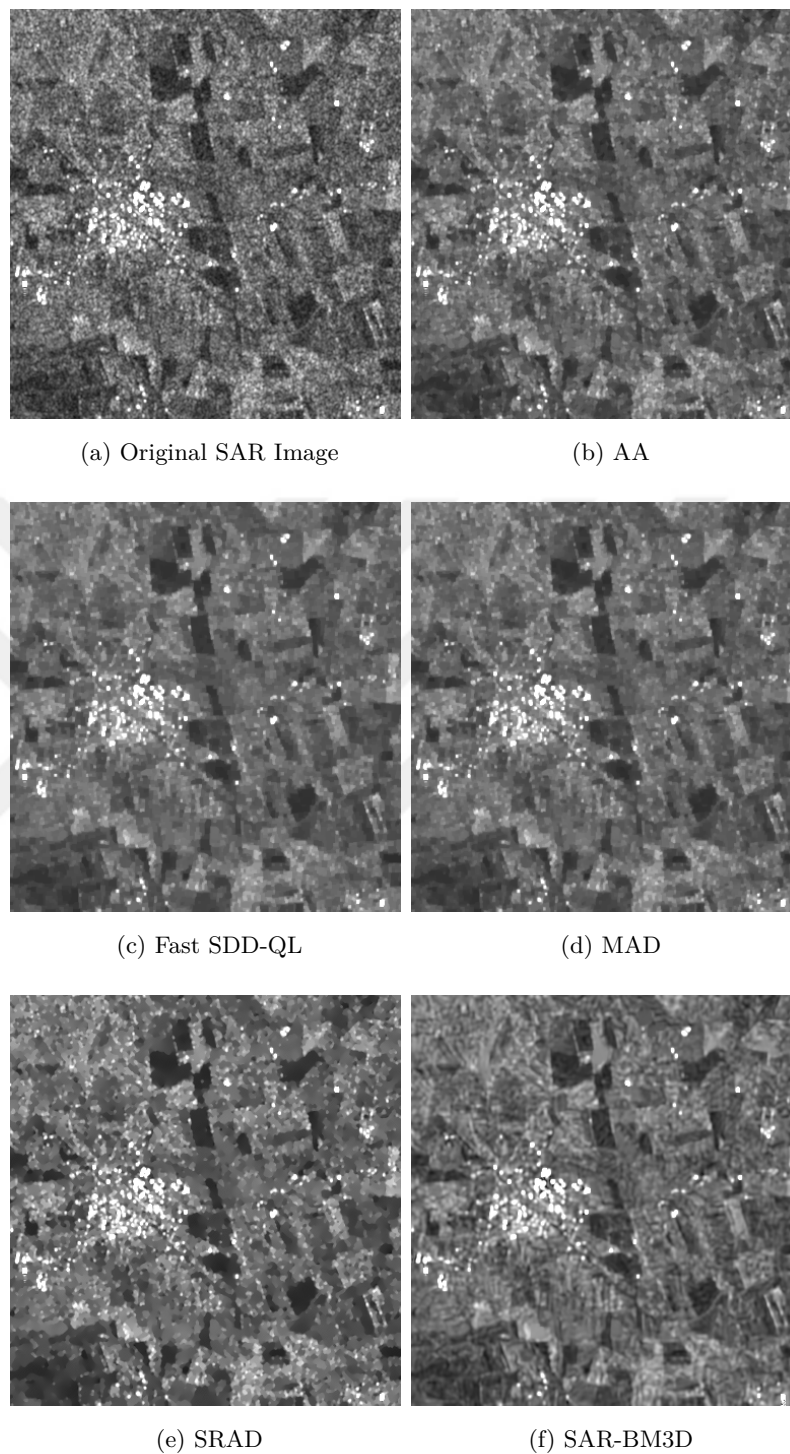 (a) Original SAR Image
(b) AA
(c) Fast SDD-QL
(d) MAD
(e) SRAD
(f) SAR-BM3D